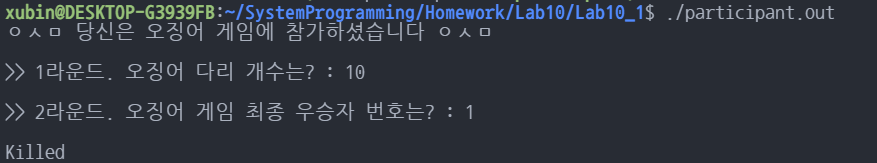 xubin@DESKTOP-G3939FB:~/SystemProgramming/Homework/Lab10/Lab10_1$ ./participant.out
ㅇㅅㅁ 당신은 오징어 게임에 참가하셨습니다 ㅇㅅㅁ
>> 1라운드. 오징어 다리 개수는? : 10
>> 2라운드. 오징어 게임 최종 우승자 번호는? : 1
Killed